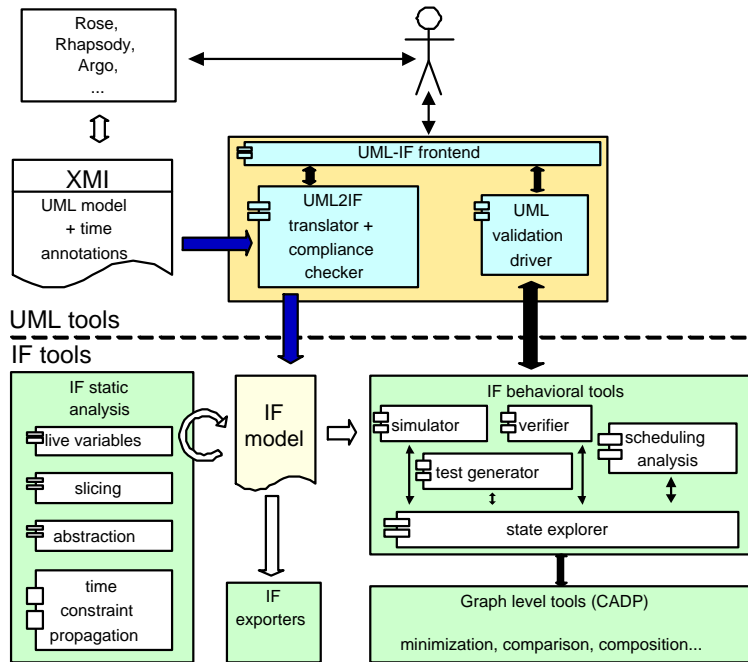 Rose,
Rhapsody,
Argo,
...
UML-IF frontend
XMI
UML model
+ time
annotations
UML2IF
translator +
compliance
checker
UML
validation
driver
UML tools
IF tools
IF static
analysis
live variables
slicing
abstraction
time
constraint
propagation
IF
model
IF
exporters
IF behavioral tools
simulator
verifier
scheduling
analysis
test generator
state explorer
Graph level tools (CADP)
minimization, comparison, composition...